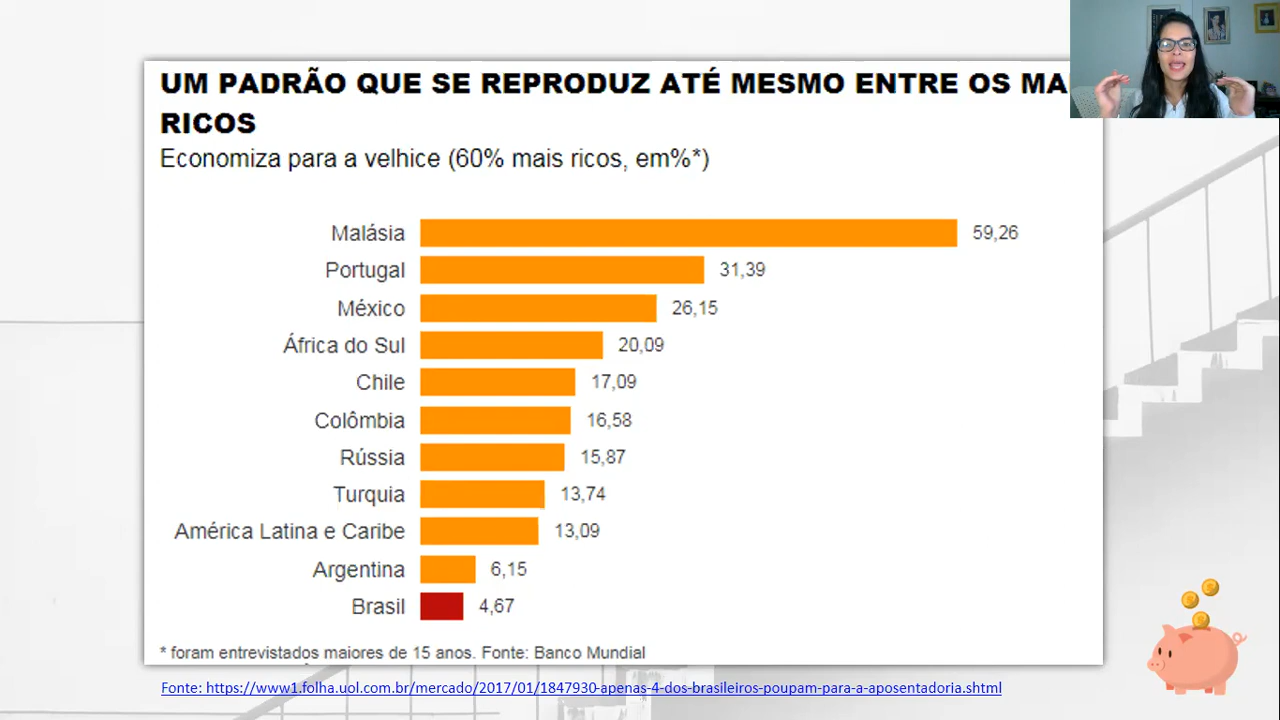 UM PADRÃO QUE SE REPRODUZ ATÉ MESMO ENTRE OS
RICOS
Economiza para a velhice (60% mais ricos, em%*)
Malásia 59,26
Portugal 31,39
México 26,15
África do Sul 20,09
Chile 17,09
Colômbia 16,58
Rússia 15,87
Turquia 13,74
América Latina e Caribe 13,09
Argentina 6,15
Brasil 4,67
* foram entrevistados maiores de 15 anos. Fonte: Banco Mundial
Fonte: https://www1.folha.uol.com.br/mercado/2017/01/1847930-apenas-4-dos-brasileiros-poupam-para-a-aposentadoria.shtml